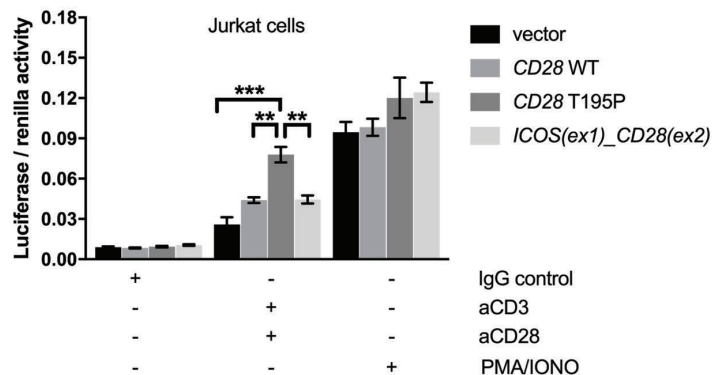 Jurkat cells
Luciferase / renilla activity
0.18
0.15
0.12
0.09
0.06
0.03
0.00
***
** **
vector
CD28 WT
CD28 T195P
ICOS(ex1)_CD28(ex2)
+ - - IgG control
- + - aCD3
- + - aCD28
- - + PMA/IONO